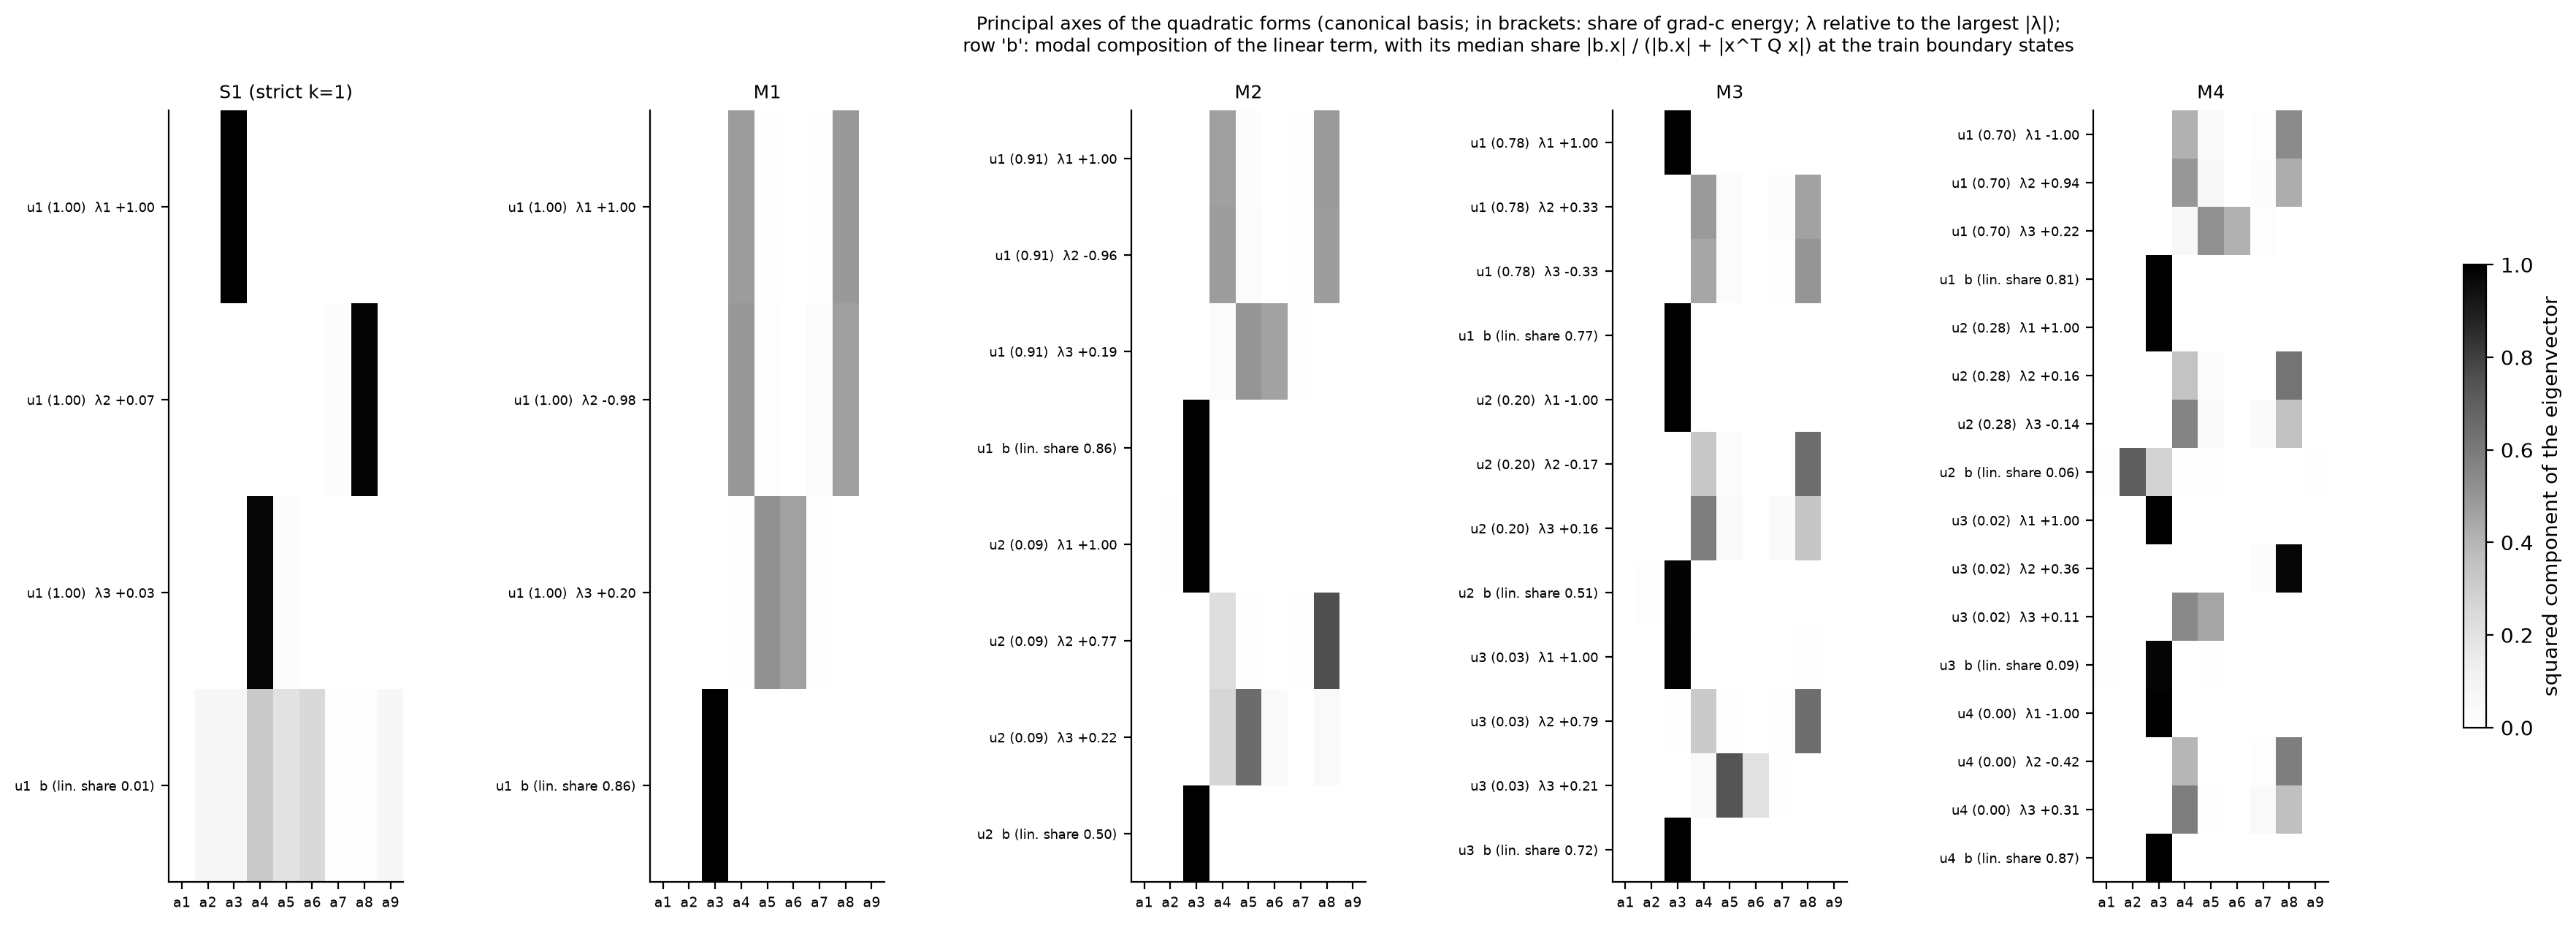 Principal axes of the quadratic forms (canonical basis; in brackets: share of grad-c energy; λ relative to the largest |λ|);
row 'b': modal composition of the linear term, with its median share |b.x| / (|b.x| + |x^T Q x|) at the train boundary states
S1 (strict k=1)
u1 (1.00) λ1 +1.00
u1 (1.00) λ2 +0.07
u1 (1.00) λ3 +0.03
u1 b (lin. share 0.01)
a1 a2 a3 a4 a5 a6 a7 a8 a9
M1
u1 (1.00) λ1 +1.00
u1 (1.00) λ2 -0.98
u1 (1.00) λ3 +0.20
u1 b (lin. share 0.86)
a1 a2 a3 a4 a5 a6 a7 a8 a9
M2
u1 (0.91) λ1 +1.00
u1 (0.91) λ2 -0.96
u1 (0.91) λ3 +0.19
u1 b (lin. share 0.86)
u2 (0.09) λ1 +1.00
u2 (0.09) λ2 +0.77
u2 (0.09) λ3 +0.22
u2 b (lin. share 0.50)
a1 a2 a3 a4 a5 a6 a7 a8 a9
M3
u1 (0.78) λ1 +1.00
u1 (0.78) λ2 +0.33
u1 (0.78) λ3 -0.33
u1 b (lin. share 0.77)
u2 (0.20) λ1 -1.00
u2 (0.20) λ2 -0.17
u2 (0.20) λ3 +0.16
u2 b (lin. share 0.51)
u3 (0.03) λ1 +1.00
u3 (0.03) λ2 +0.79
u3 (0.03) λ3 +0.21
u3 b (lin. share 0.72)
a1 a2 a3 a4 a5 a6 a7 a8 a9
M4
u1 (0.70) λ1 -1.00
u1 (0.70) λ2 +0.94
u1 (0.70) λ3 +0.22
u1 b (lin. share 0.81)
u2 (0.28) λ1 +1.00
u2 (0.28) λ2 +0.16
u2 (0.28) λ3 -0.14
u2 b (lin. share 0.06)
u3 (0.02) λ1 +1.00
u3 (0.02) λ2 +0.36
u3 (0.02) λ3 +0.11
u3 b (lin. share 0.09)
u4 (0.00) λ1 -1.00
u4 (0.00) λ2 -0.42
u4 (0.00) λ3 +0.31
u4 b (lin. share 0.87)
a1 a2 a3 a4 a5 a6 a7 a8 a9
1.0
0.8
0.6
0.4
0.2
0.0
squared component of the eigenvector